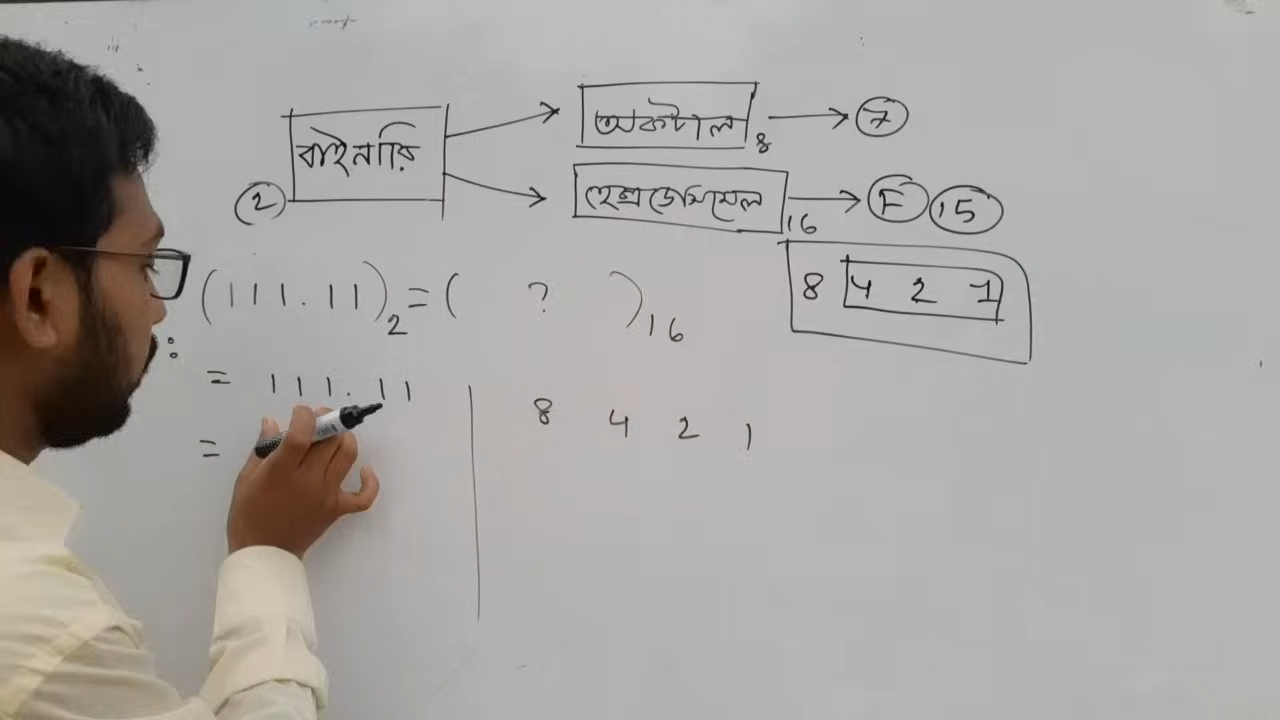 অকটাল 8 → 7
বাইনারি 2
হেক্সাডেসিমেল 16 → F 15
8 4 2 1
(111.11)2 = ( ? )16
= 111.11
8 4 2 1
=